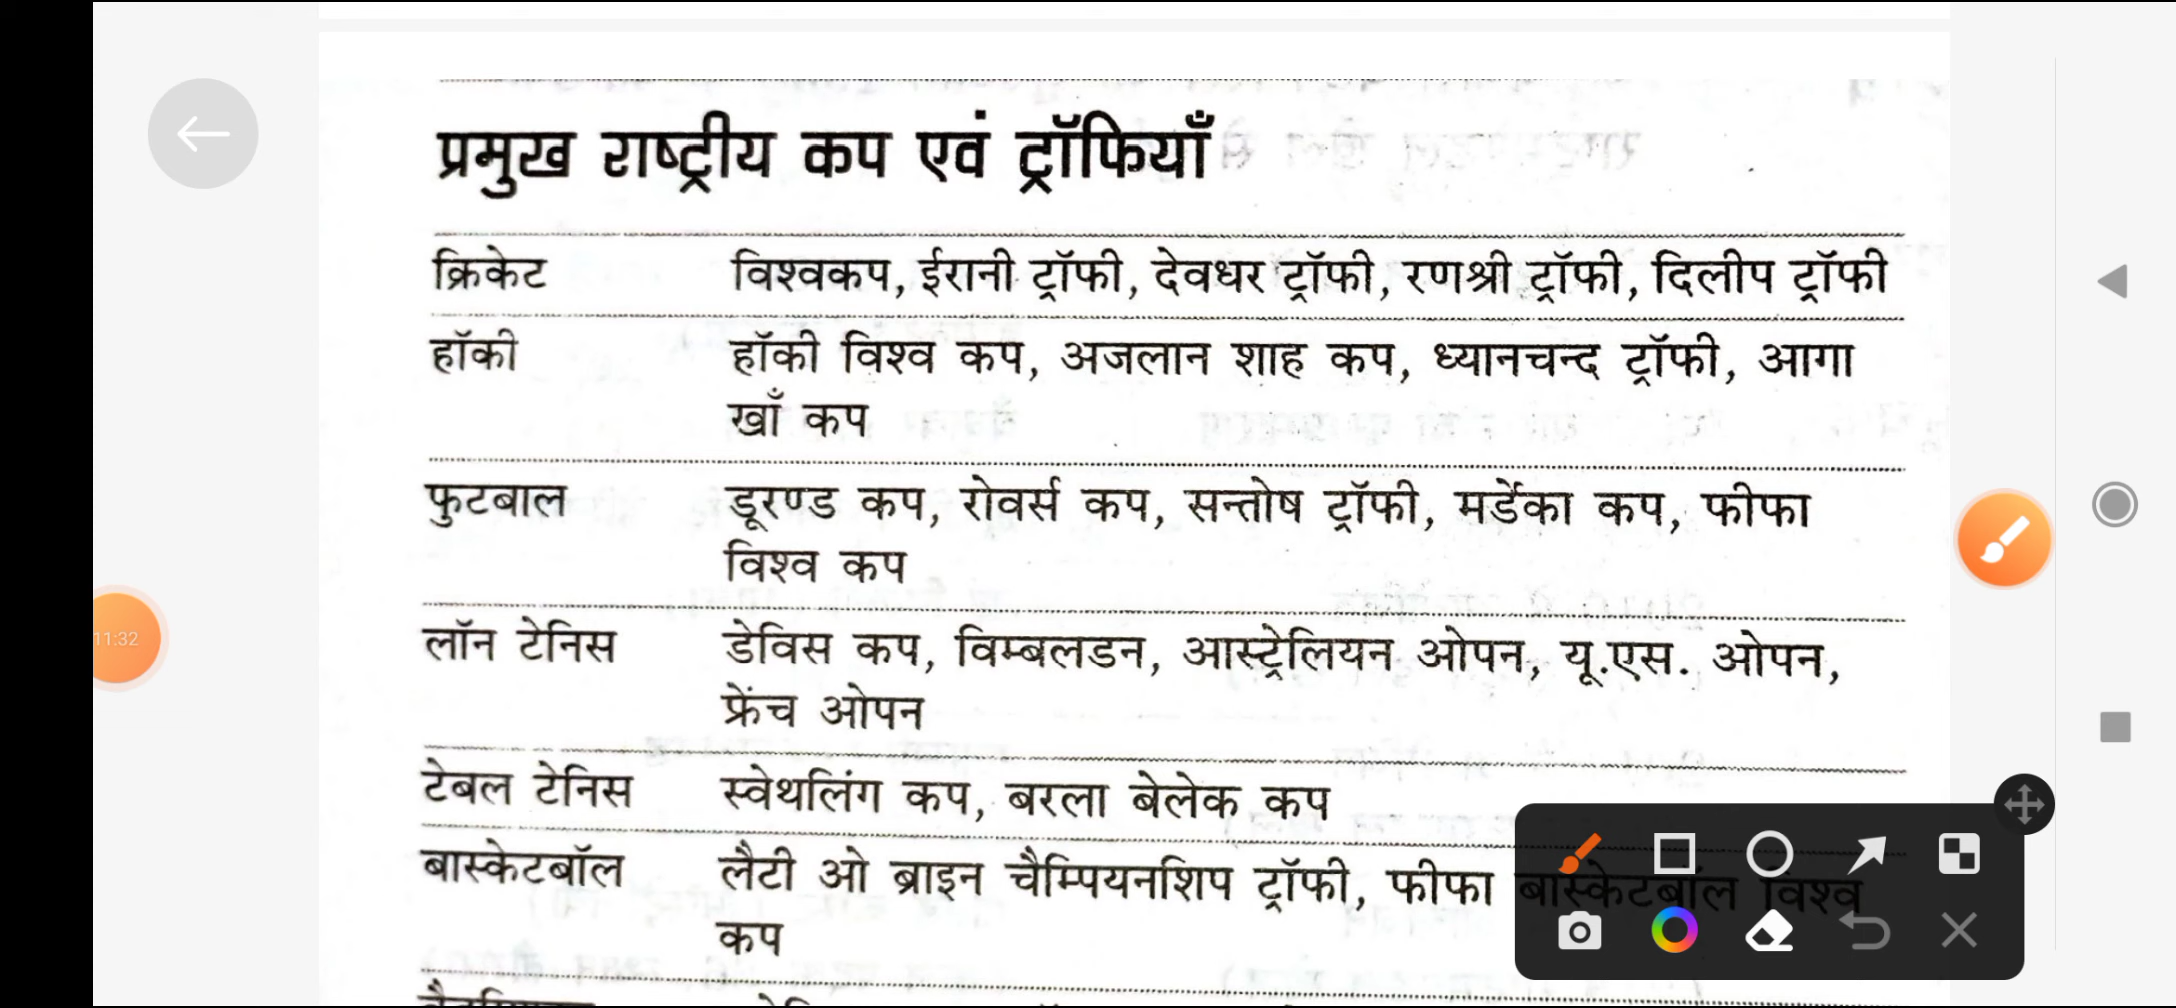 प्रमुख राष्ट्रीय कप एवं ट्रॉफियाँ
क्रिकेट विश्वकप, ईरानी ट्रॉफी, देवधर ट्रॉफी, रणश्री ट्रॉफी, दिलीप ट्रॉफी
हॉकी हॉकी विश्व कप, अजलान शाह कप, ध्यानचन्द ट्रॉफी, आगा
खाँ कप
फुटबाल डूरण्ड कप, रोवर्स कप, सन्तोष ट्रॉफी, मर्डेका कप, फीफा
विश्व कप
11:32
लॉन टेनिस डेविस कप, विम्बलडन, आस्ट्रेलियन ओपन, यू.एस. ओपन,
फ्रेंच ओपन
टेबल टेनिस स्वेथलिंग कप, बरला बेलेक कप
बास्केटबॉल लैटी ओ ब्राइन चैम्पियनशिप ट्रॉफी, फीफा बास्केटबॉल विश्व
कप